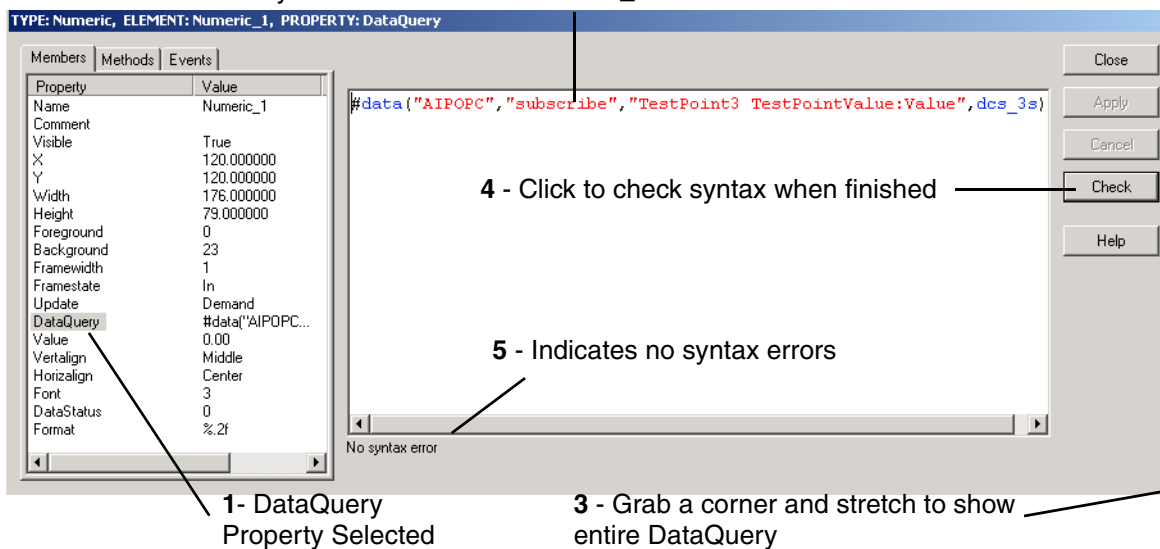 TYPE: Numeric, ELEMENT: Numeric_1, PROPERTY: DataQuery
Members Methods Events
Property Value
Name Numeric_1
Comment
Visible True
X 120.000000
Y 120.000000
Width 176.000000
Height 79.000000
Foreground 0
Background 23
Framewidth 1
Framestate In
Update Demand
DataQuery #data("AIPOPC...
Value 0.00
Vertalign Middle
Horizalign Center
Font 3
DataStatus 0
Format %.2f
#data("AIPOPC","subscribe","TestPoint3 TestPointValue:Value",dcs_3s)
4 - Click to check syntax when finished
5 - Indicates no syntax errors
No syntax error
Close
Apply
Cancel
Check
Help
1- DataQuery
Property Selected
3 - Grab a corner and stretch to show
entire DataQuery